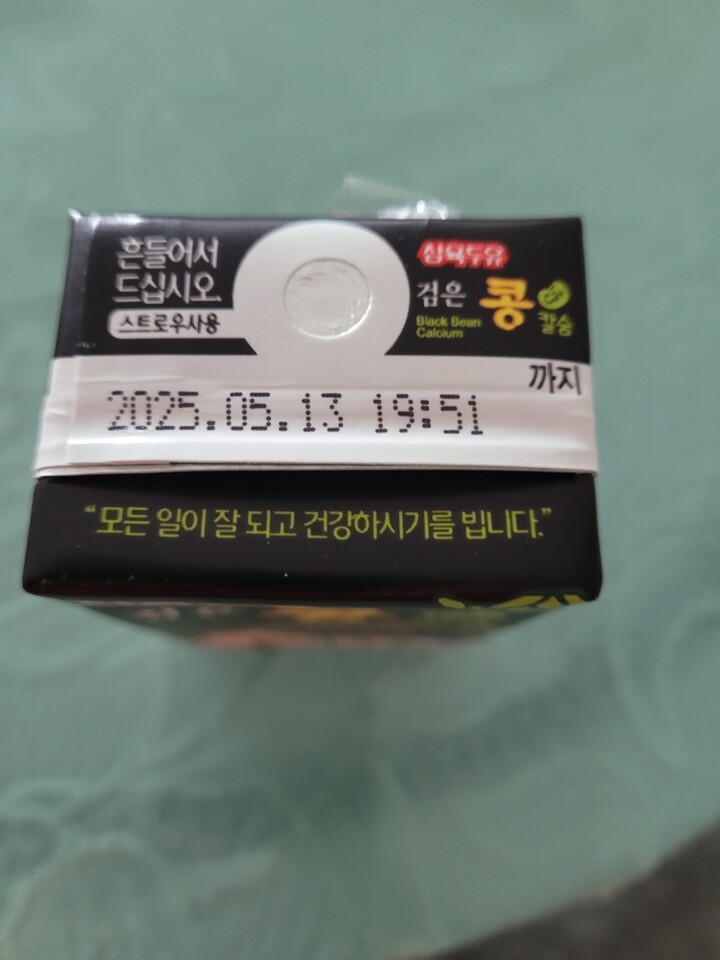 흔들어서
드십시오
스트로우사용
삼육두유
검은 콩 칼슘
Black Bean
Calcium
까지
2025.05.13 19:51
“모든 일이 잘 되고 건강하시기를 빕니다.”